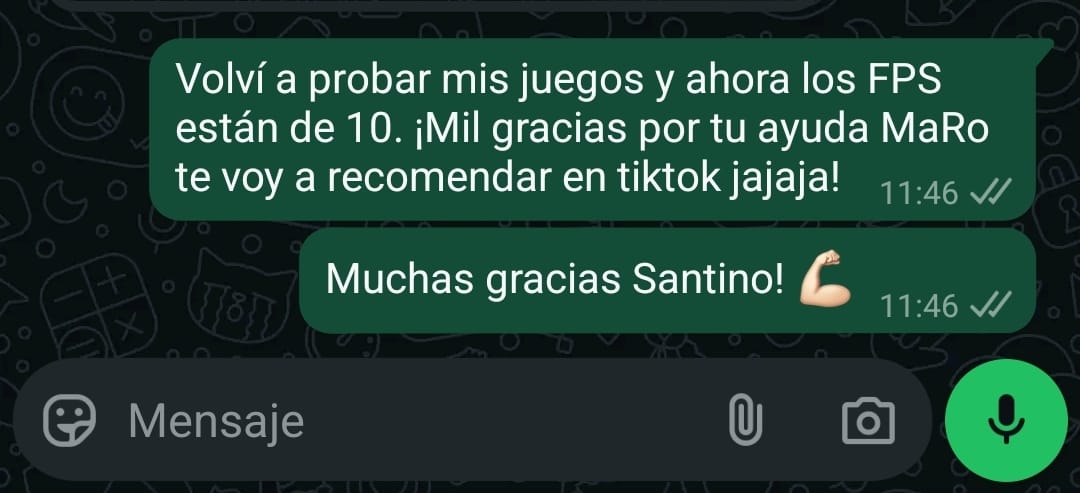 Volví a probar mis juegos y ahora los FPS
están de 10. ¡Mil gracias por tu ayuda MaRo
te voy a recomendar en tiktok jajaja!
11:46
Muchas gracias Santino! 💪🏻
11:46
Mensaje